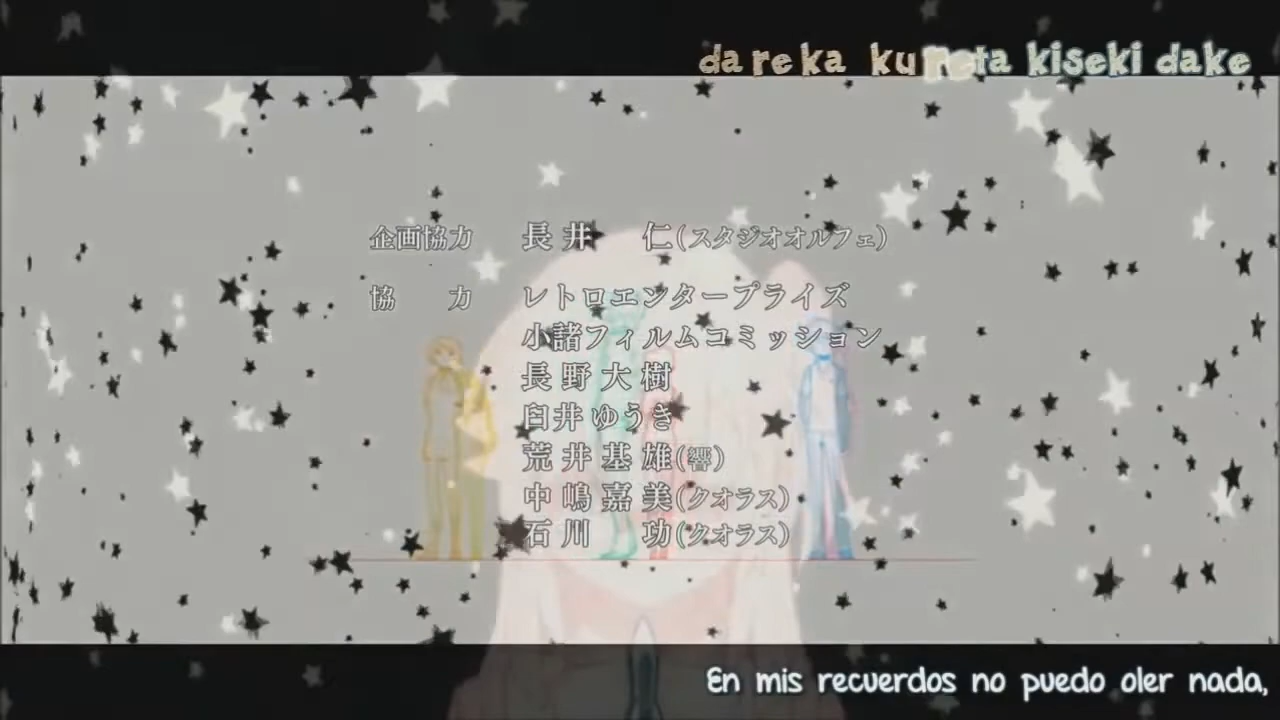 dareka kureta kiseki dake
企画協力 長井 仁(スタジオオルフェ)
協 力 レトロエンタープライズ
小諸フィルムコミッション
長野大樹
臼井ゆうき
荒井基雄(響)
中嶋嘉美(クオラス)
石川 功(クオラス)
En mis recuerdos no puedo oler nada,